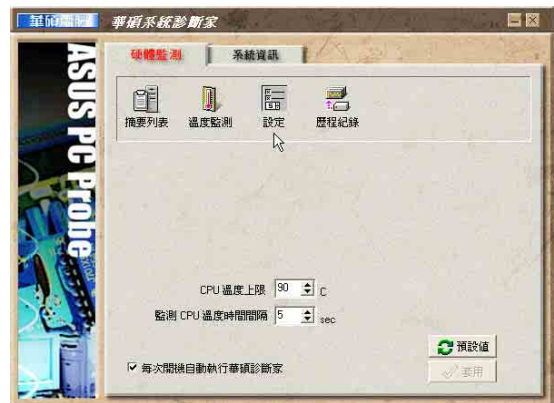 華碩電腦 華碩系統診斷家
ASUS PC Probe
硬體監測 系統資訊
摘要列表 溫度監測 設定 歷程紀錄
CPU 溫度上限 90 C
監測 CPU 溫度時間間隔 5 sec
預設值
每次開機自動執行華碩診斷家
套用